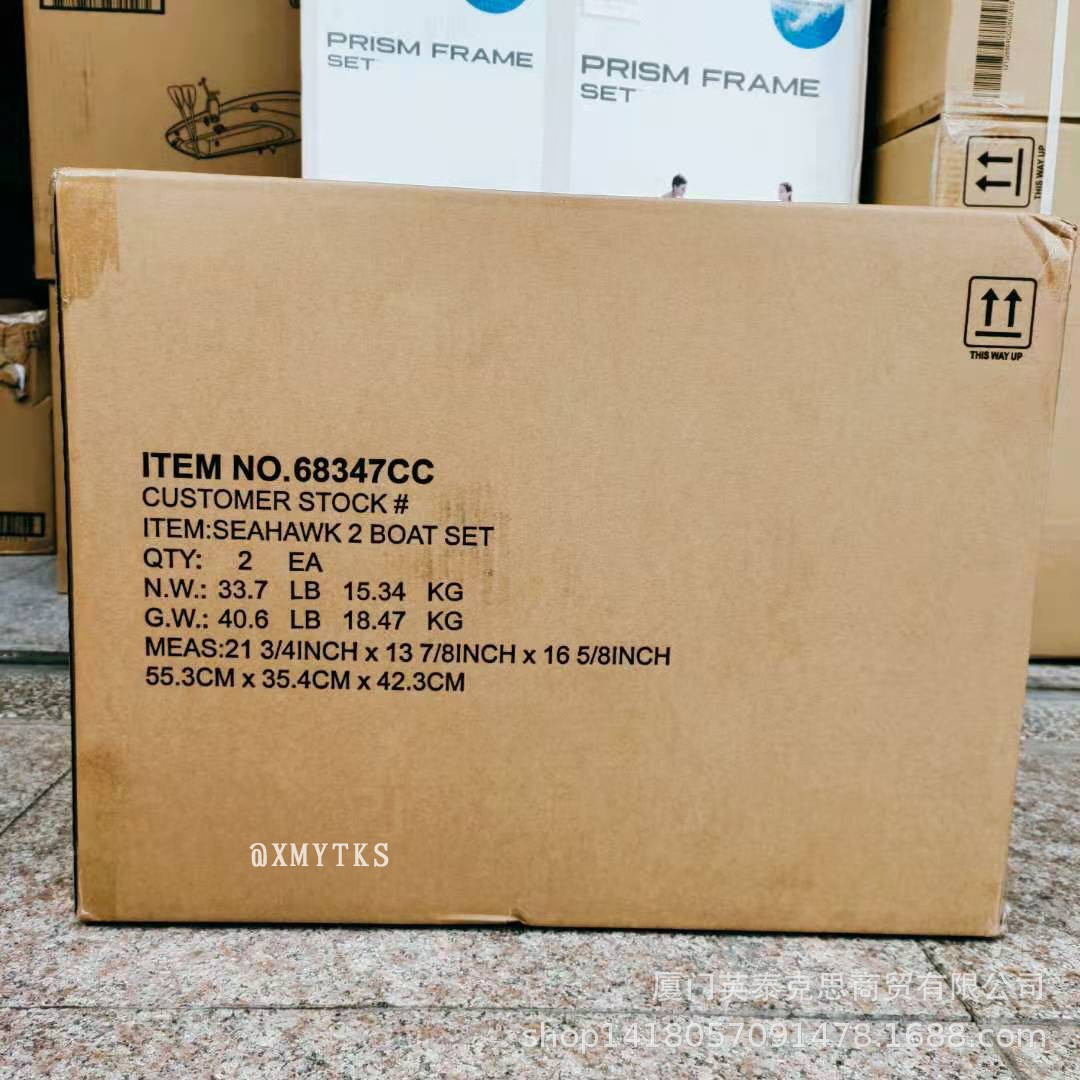 PRISM FRAME
SET
PRISM FRAME
SET
THIS WAY UP
THIS WAY UP
ITEM NO.68347CC
CUSTOMER STOCK #
ITEM:SEAHAWK 2 BOAT SET
QTY: 2 EA
N.W.: 33.7 LB 15.34 KG
G.W.: 40.6 LB 18.47 KG
MEAS:21 3/4INCH x 13 7/8INCH x 16 5/8INCH
55.3CM x 35.4CM x 42.3CM
@XMYTKS
厦门英泰克思商贸有限公司
shop1418057091478.1688.com